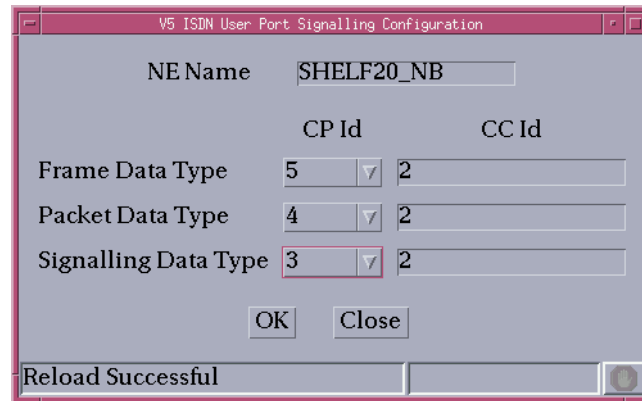 V5 ISDN User Port Signalling Configuration
NE Name SHELF20_NB
CP Id CC Id
Frame Data Type 5 2
Packet Data Type 4 2
Signalling Data Type 3 2
OK Close
Reload Successful